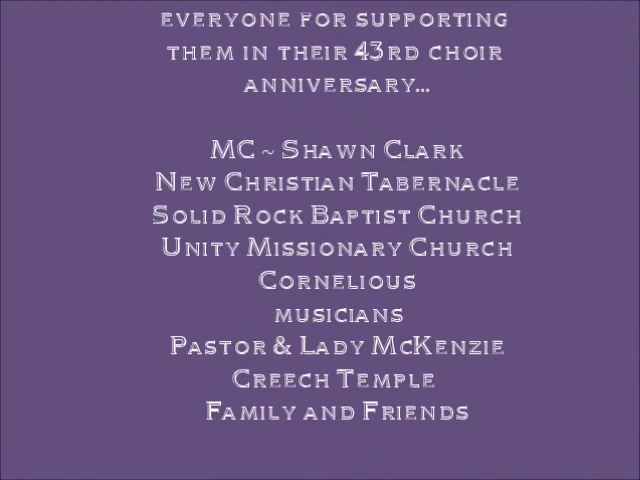 EVERYONE FOR SUPPORTING
THEM IN THEIR 43RD CHOIR
ANNIVERSARY...
MC ~ SHAWN CLARK
NEW CHRISTIAN TABERNACLE
SOLID ROCK BAPTIST CHURCH
UNITY MISSIONARY CHURCH
CORNELIOUS
MUSICIANS
PASTOR & LADY MCKENZIE
CREECH TEMPLE
FAMILY AND FRIENDS